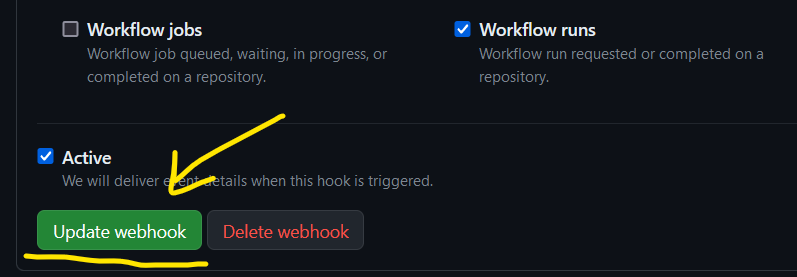 Workflow jobs
Workflow job queued, waiting, in progress, or
completed on a repository.
Workflow runs
Workflow run requested or completed on a
repository.
Active
We will deliver event details when this hook is triggered.
Update webhook
Delete webhook